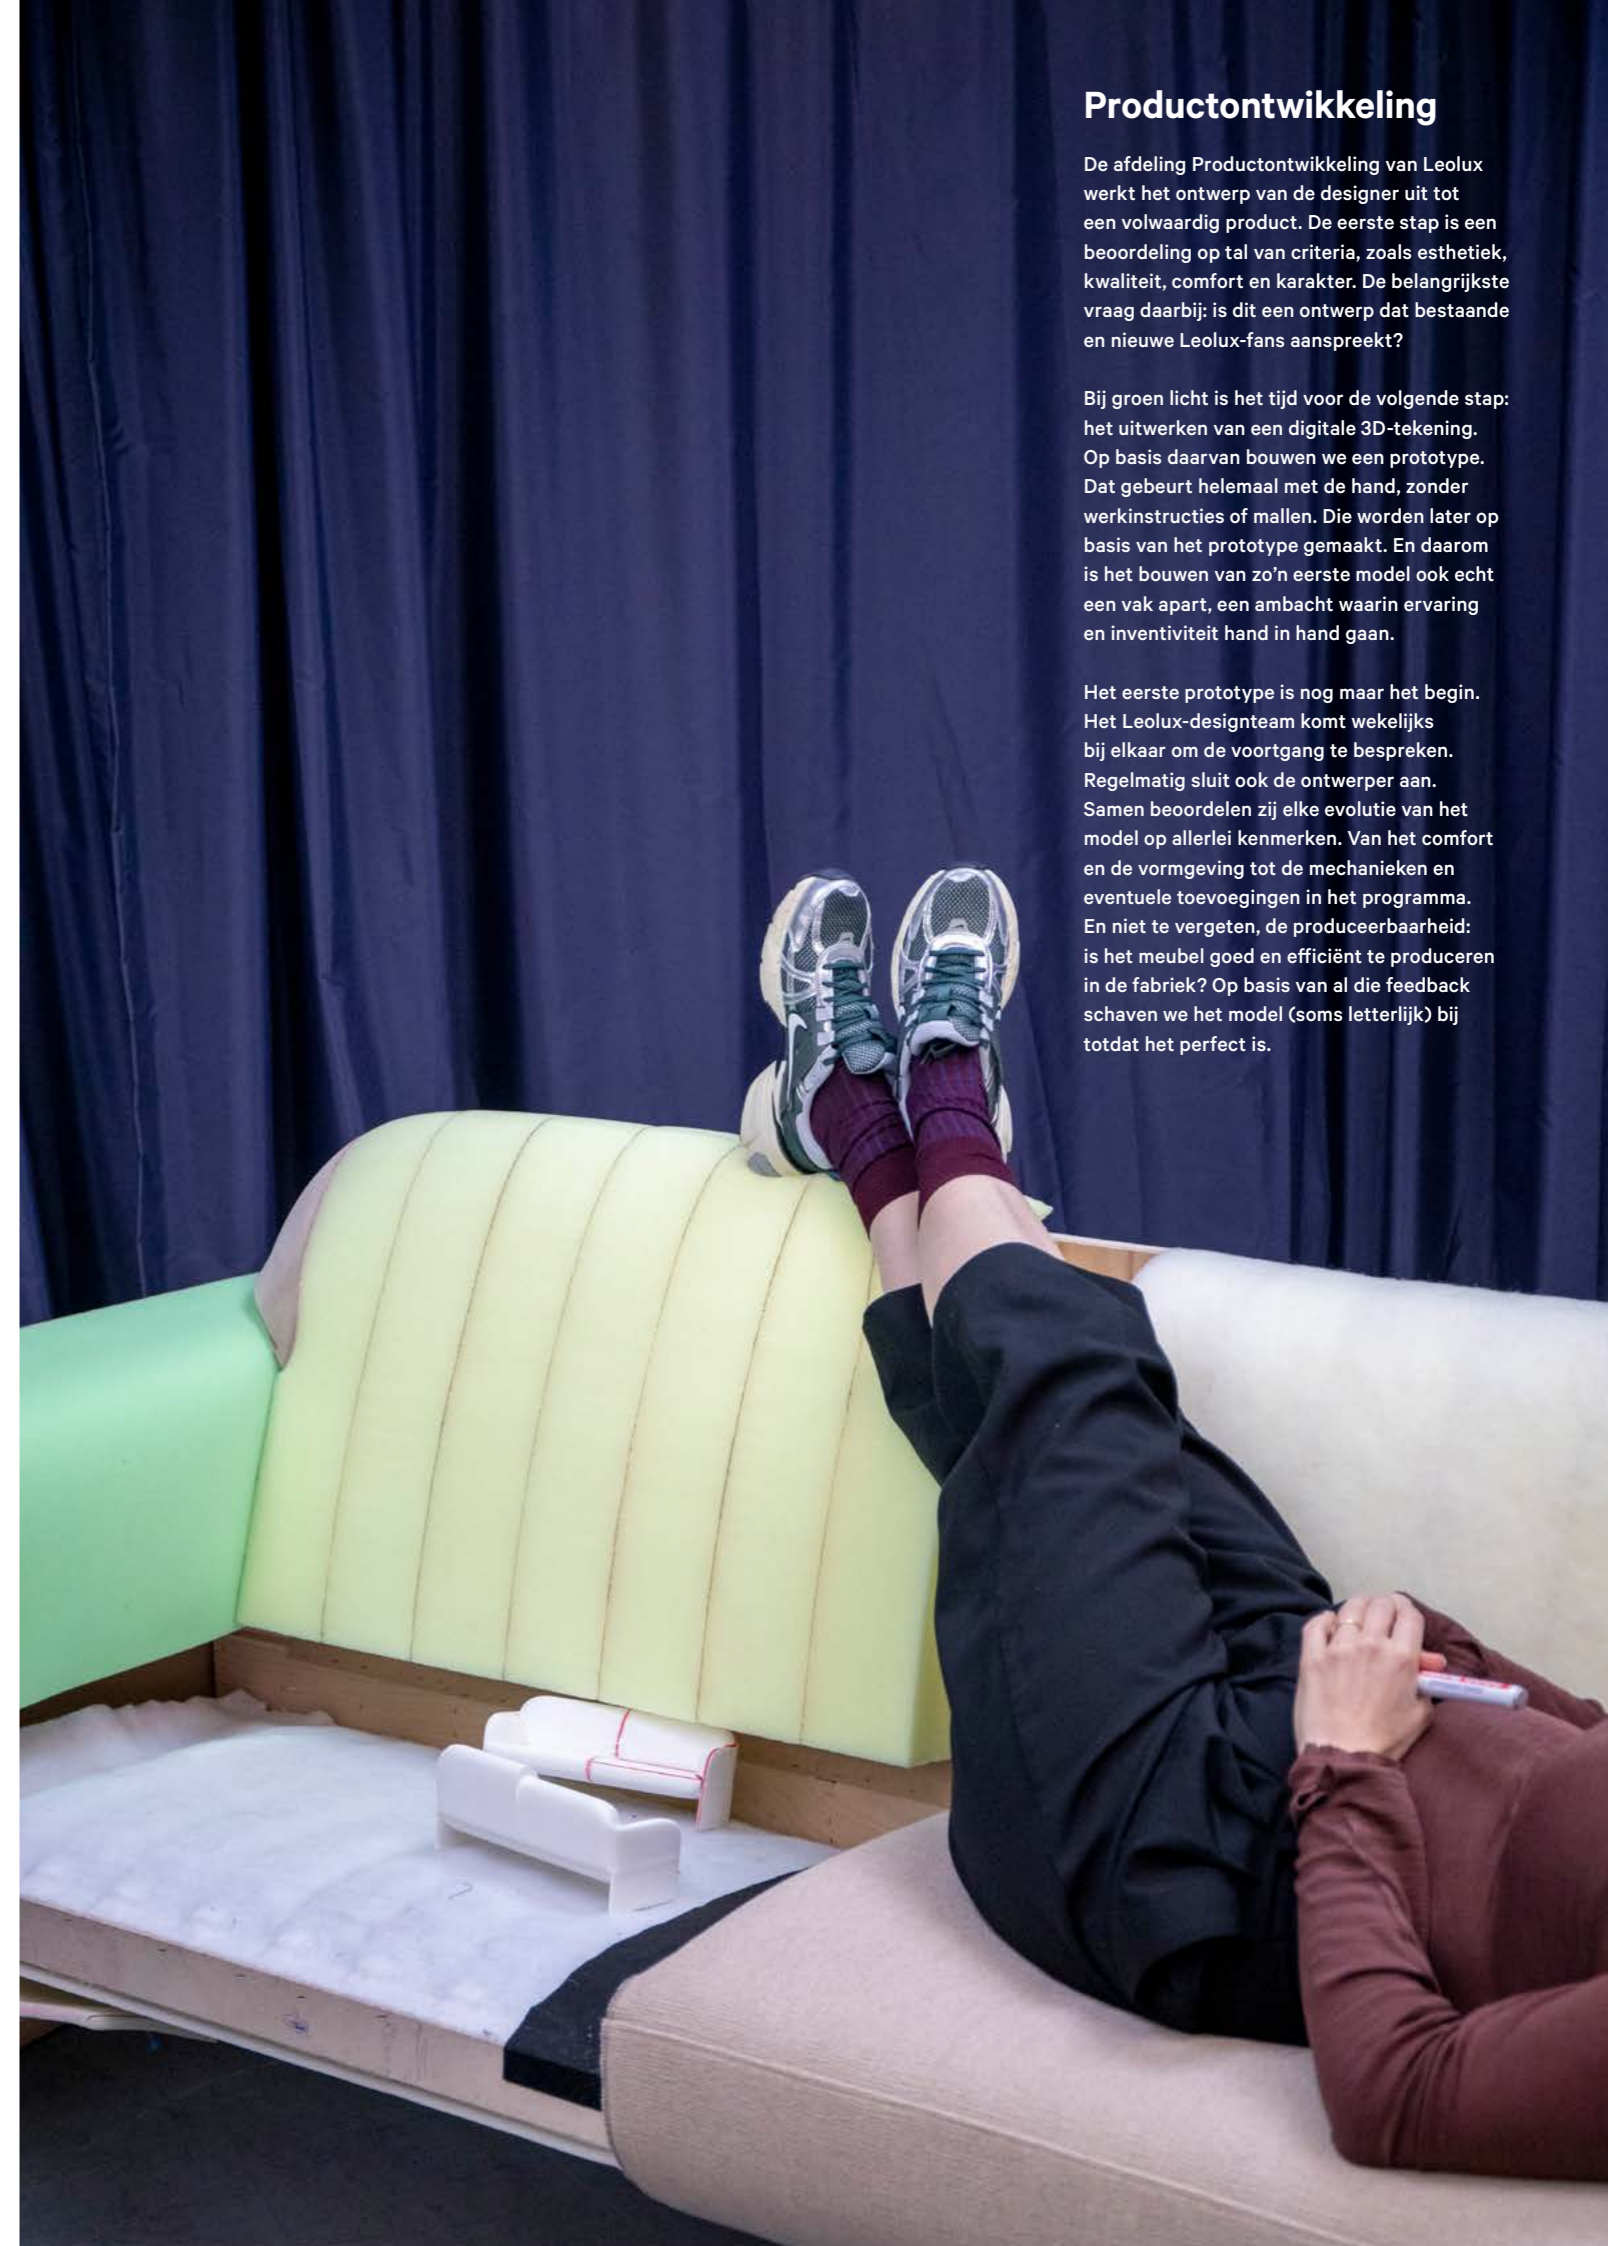 Productontwikkeling
De afdeling Productontwikkeling van Leolux
werkt het ontwerp van de designer uit tot
een volwaardig product. De eerste stap is een
beoordeling op tal van criteria, zoals esthetiek,
kwaliteit, comfort en karakter. De belangrijkste
vraag daarbij: is dit een ontwerp dat bestaande
en nieuwe Leolux-fans aanspreekt?
Bij groen licht is het tijd voor de volgende stap:
het uitwerken van een digitale 3D-tekening.
Op basis daarvan bouwen we een prototype.
Dat gebeurt helemaal met de hand, zonder
werkinstructies of mallen. Die worden later op
basis van het prototype gemaakt. En daarom
is het bouwen van zo’n eerste model ook echt
een vak apart, een ambacht waarin ervaring
en inventiviteit hand in hand gaan.
Het eerste prototype is nog maar het begin.
Het Leolux-designteam komt wekelijks
bij elkaar om de voortgang te bespreken.
Regelmatig sluit ook de ontwerper aan.
Samen beoordelen zij elke evolutie van het
model op allerlei kenmerken. Van het comfort
en de vormgeving tot de mechanieken en
eventuele toevoegingen in het programma.
En niet te vergeten, de produceerbaarheid:
is het meubel goed en efficiënt te produceren
in de fabriek? Op basis van al die feedback
schaven we het model (soms letterlijk) bij
totdat het perfect is.